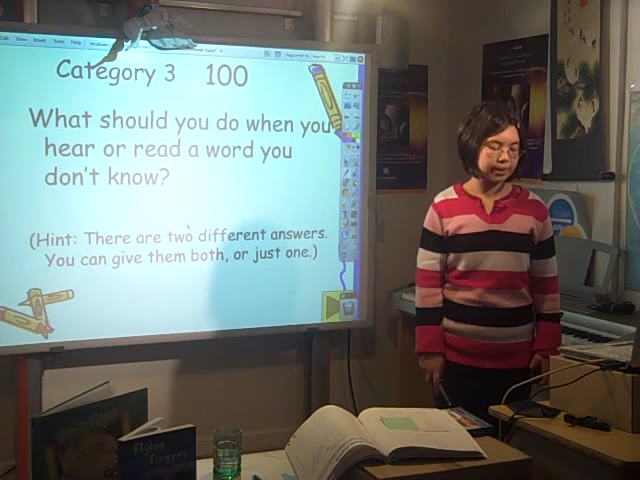 Category 3 100
What should you do when you
hear or read a word you
don't know?
(Hint: There are two different answers.
You can give them both, or just one.)
Flying
Fingers